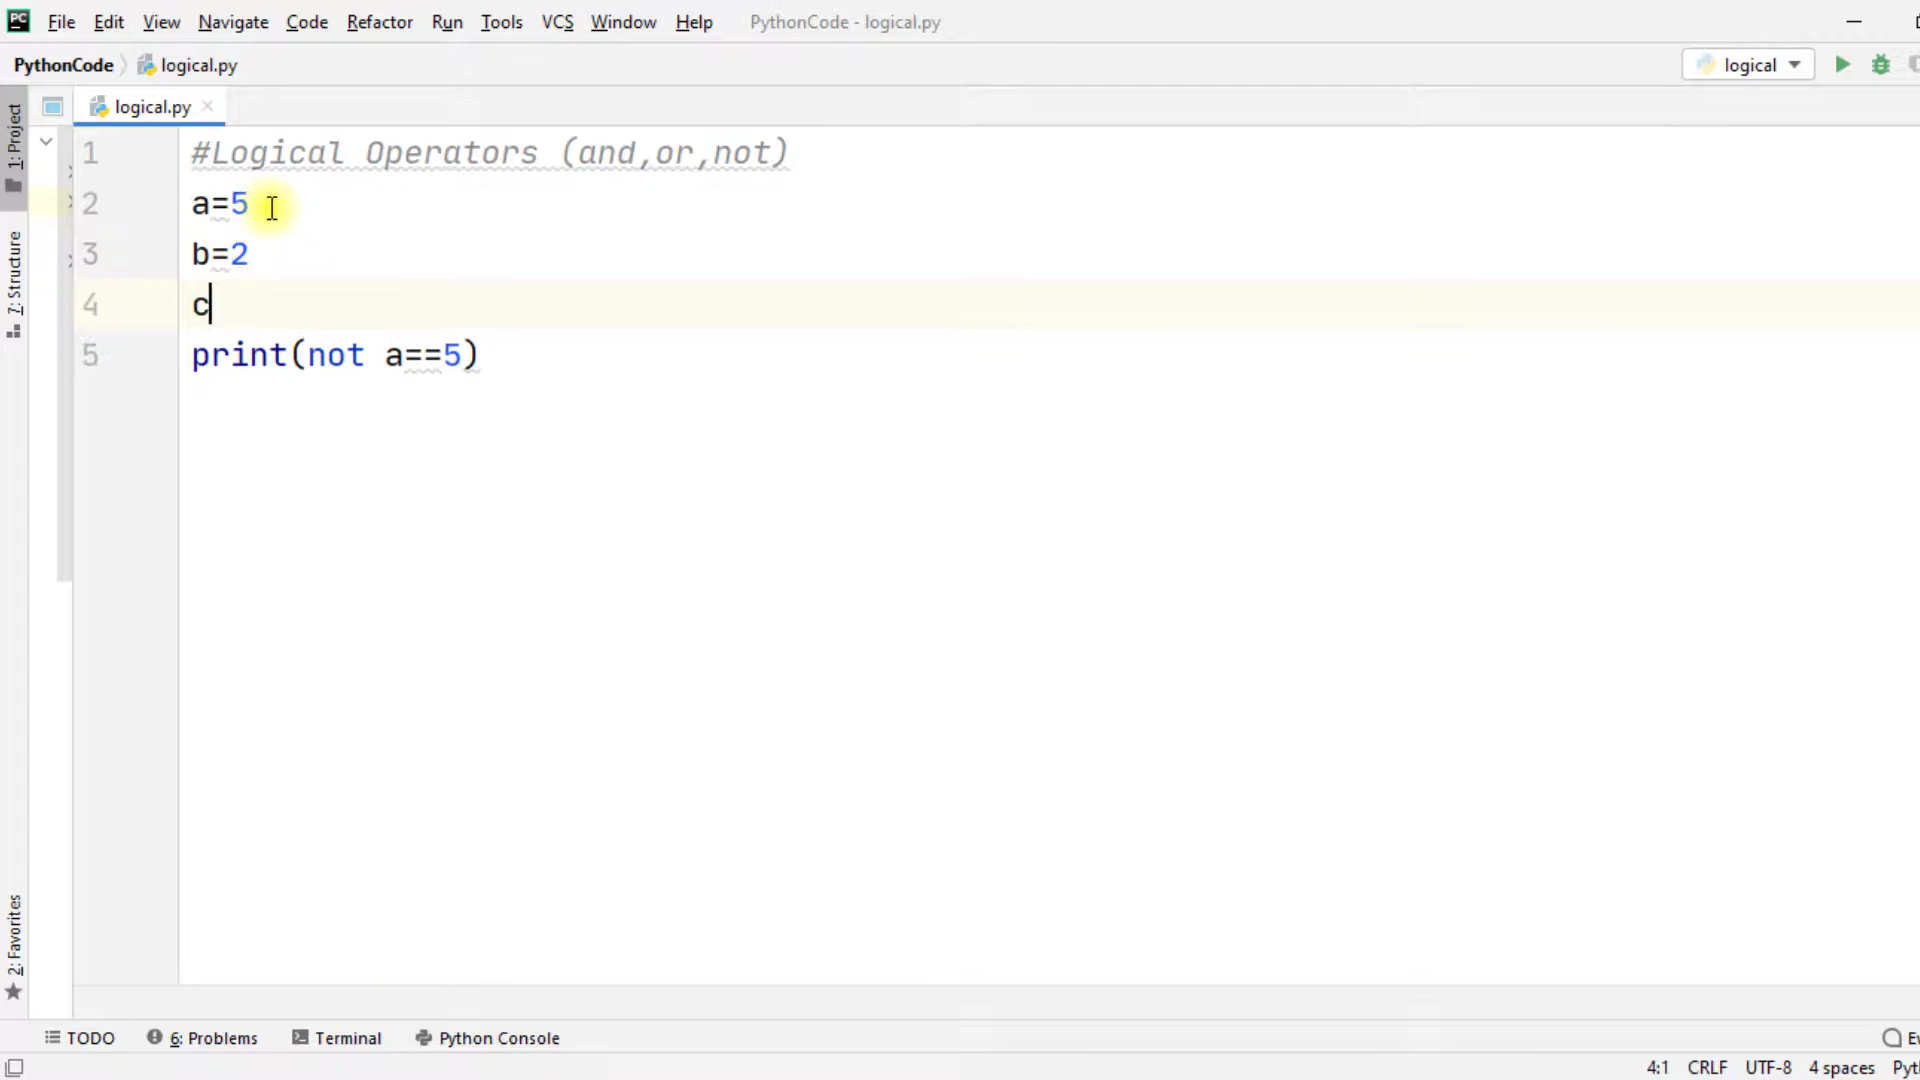 PC File Edit View Navigate Code Refactor Run Tools VCS Window Help PythonCode - logical.py
PythonCode logical.py logical
logical.py
1: Project
7: Structure
2: Favorites
1 #Logical Operators (and,or,not)
2 a=5
3 b=2
4 c
5 print(not a==5)
TODO 6: Problems Terminal Python Console
4:1 CRLF UTF-8 4 spaces